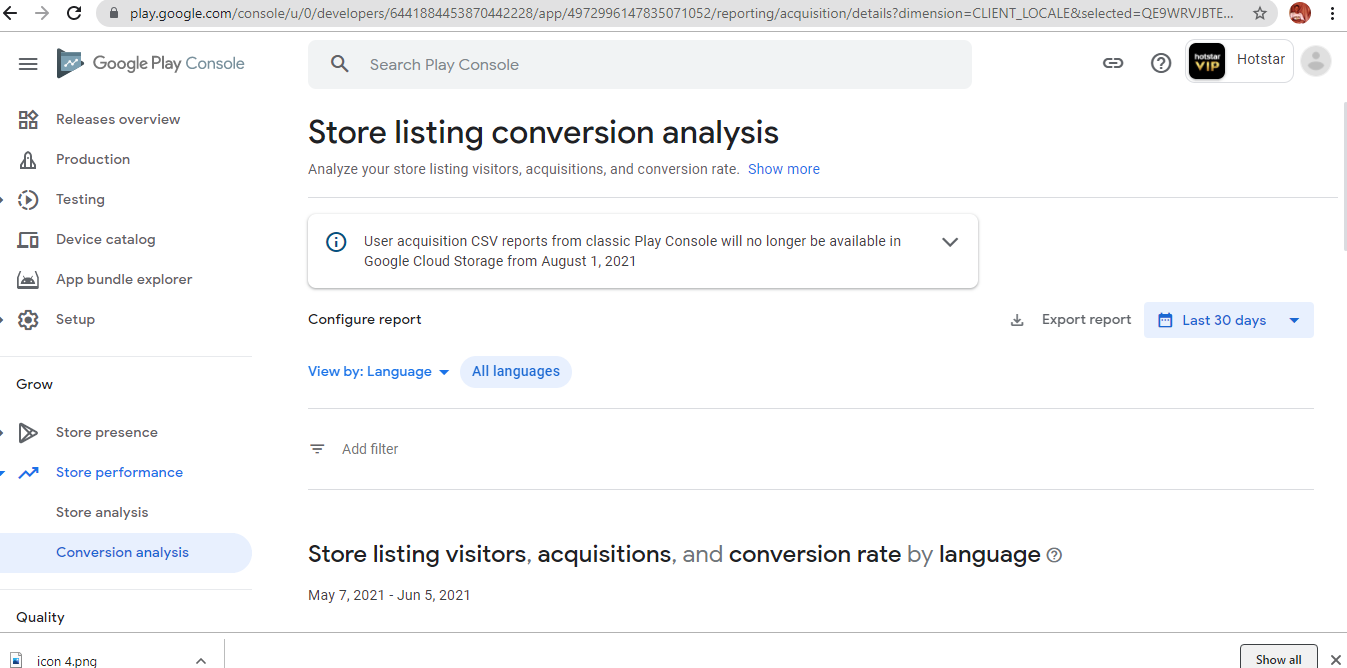 play.google.com/console/u/0/developers/6441884453870442228/app/4972996147835071052/reporting/acquisition/details?dimension=CLIENT_LOCALE&selected=QE9WRVJBTE...
Google Play Console
Search Play Console
hotstar
VIP
Hotstar
Releases overview
Production
Testing
Device catalog
App bundle explorer
Setup
Grow
Store presence
Store performance
Store analysis
Conversion analysis
Quality
Store listing conversion analysis
Analyze your store listing visitors, acquisitions, and conversion rate. Show more
User acquisition CSV reports from classic Play Console will no longer be available in
Google Cloud Storage from August 1, 2021
Configure report
Export report
Last 30 days
View by: Language
All languages
Add filter
Store listing visitors, acquisitions, and conversion rate by language
May 7, 2021 - Jun 5, 2021
icon 4.png
Show all